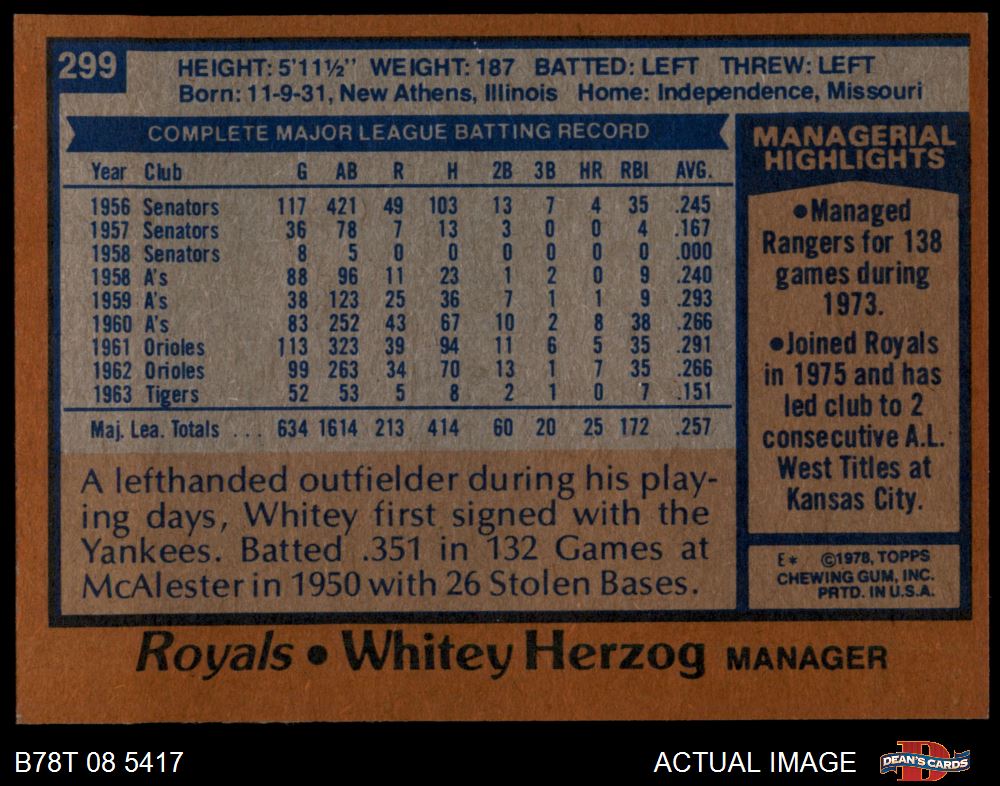 299
HEIGHT: 5'11½" WEIGHT: 187 BATTED: LEFT THREW: LEFT
Born: 11-9-31, New Athens, Illinois Home: Independence, Missouri
COMPLETE MAJOR LEAGUE BATTING RECORD
Year Club G AB R H 2B 3B HR RBI AVG.
1956 Senators 117 421 49 103 13 7 4 35 .245
1957 Senators 36 78 7 13 3 0 0 4 .167
1958 Senators 8 5 0 0 0 0 0 0 .000
1958 A's 88 96 11 23 1 2 0 9 .240
1959 A's 38 123 25 36 7 1 1 9 .293
1960 A's 83 252 43 67 10 2 8 38 .266
1961 Orioles 113 323 39 94 11 6 5 35 .291
1962 Orioles 99 263 34 70 13 1 7 35 .266
1963 Tigers 52 53 5 8 2 1 0 7 .151
Maj. Lea. Totals ... 634 1614 213 414 60 20 25 172 .257
A lefthanded outfielder during his play-
ing days, Whitey first signed with the
Yankees. Batted .351 in 132 Games at
McAlester in 1950 with 26 Stolen Bases.
MANAGERIAL
HIGHLIGHTS
•Managed
Rangers for 138
games during
1973.
•Joined Royals
in 1975 and has
led club to 2
consecutive A.L.
West Titles at
Kansas City.
E* ©1978, TOPPS
CHEWING GUM, INC.
PRTD. IN U.S.A.
Royals • Whitey Herzog MANAGER
B78T 08 5417 ACTUAL IMAGE
DEAN'S CARDS